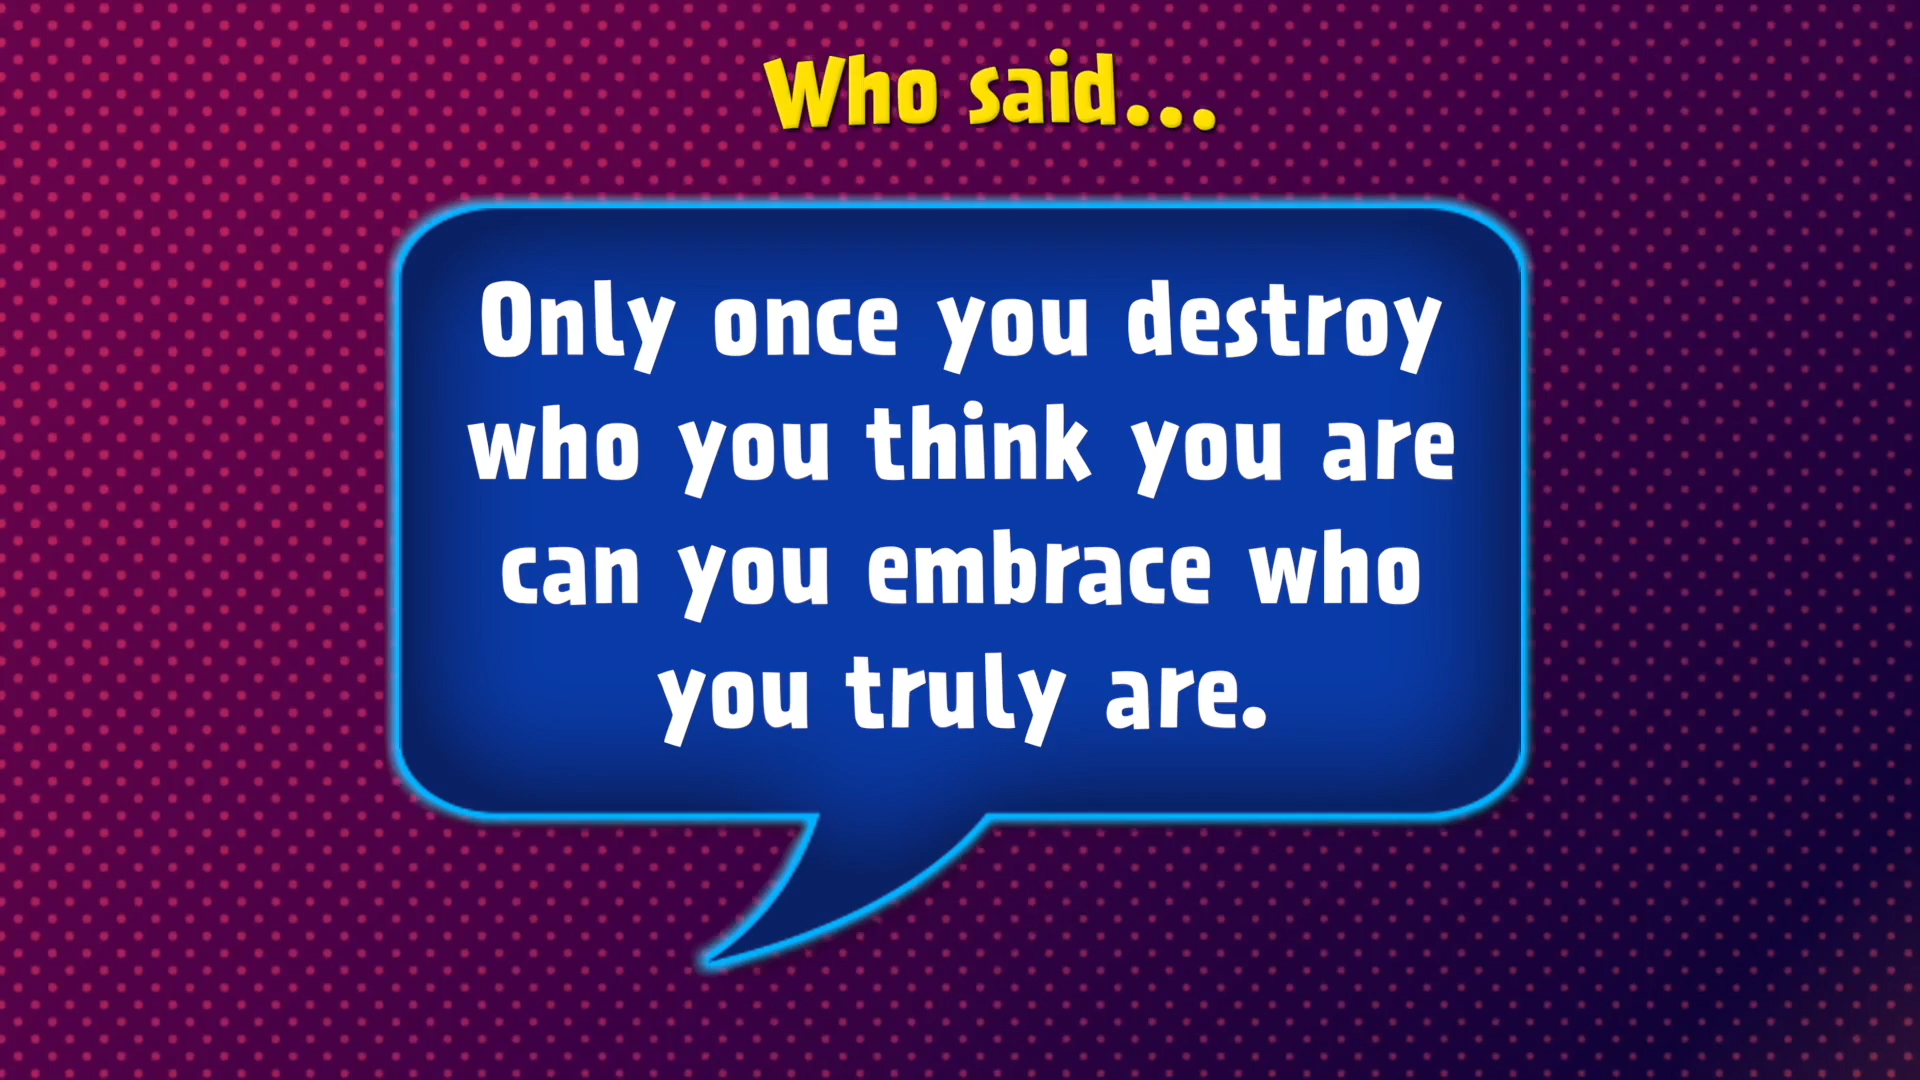 Who said...
Only once you destroy
who you think you are
can you embrace who
you truly are.